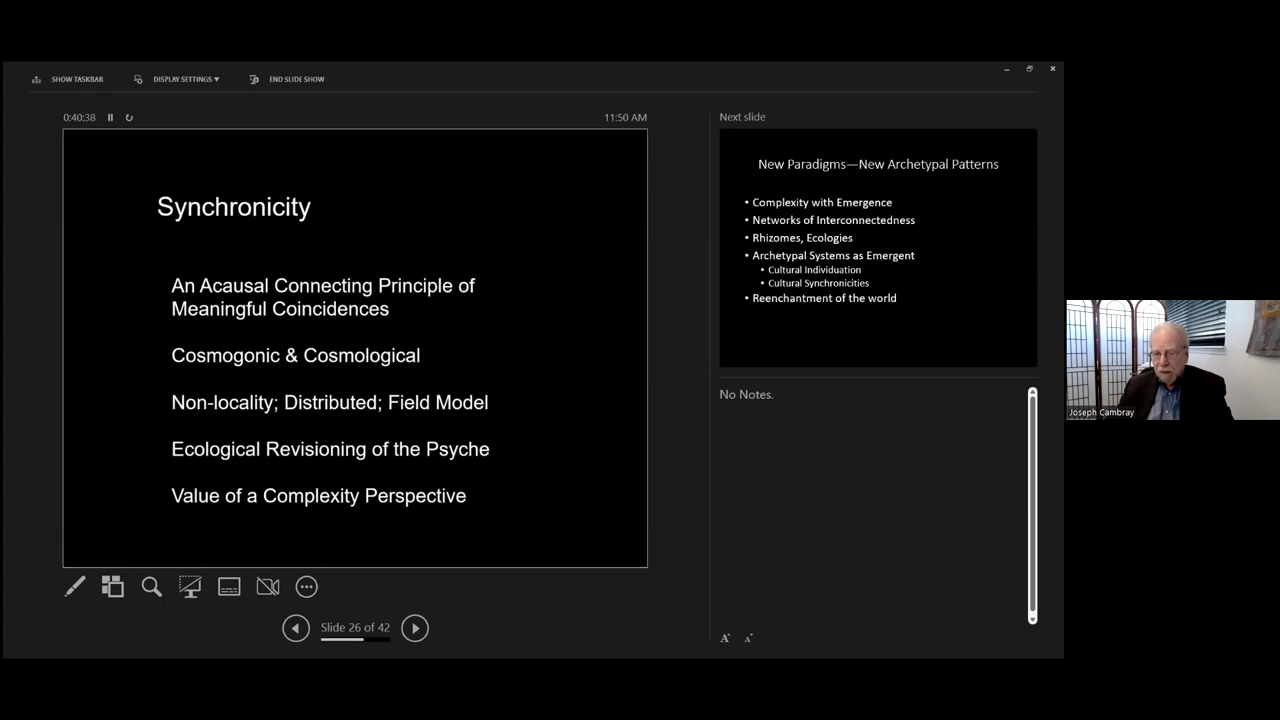 SHOW TASKBAR
DISPLAY SETTINGS ▾
END SLIDE SHOW
0:40:38
11:50 AM
Synchronicity
An Acausal Connecting Principle of
Meaningful Coincidences
Cosmogonic & Cosmological
Non-locality; Distributed; Field Model
Ecological Revisioning of the Psyche
Value of a Complexity Perspective
Slide 26 of 42
Next slide
New Paradigms—New Archetypal Patterns
• Complexity with Emergence
• Networks of Interconnectedness
• Rhizomes, Ecologies
• Archetypal Systems as Emergent
• Cultural Individuation
• Cultural Synchronicities
• Reenchantment of the world
No Notes.
A A
Joseph Cambray